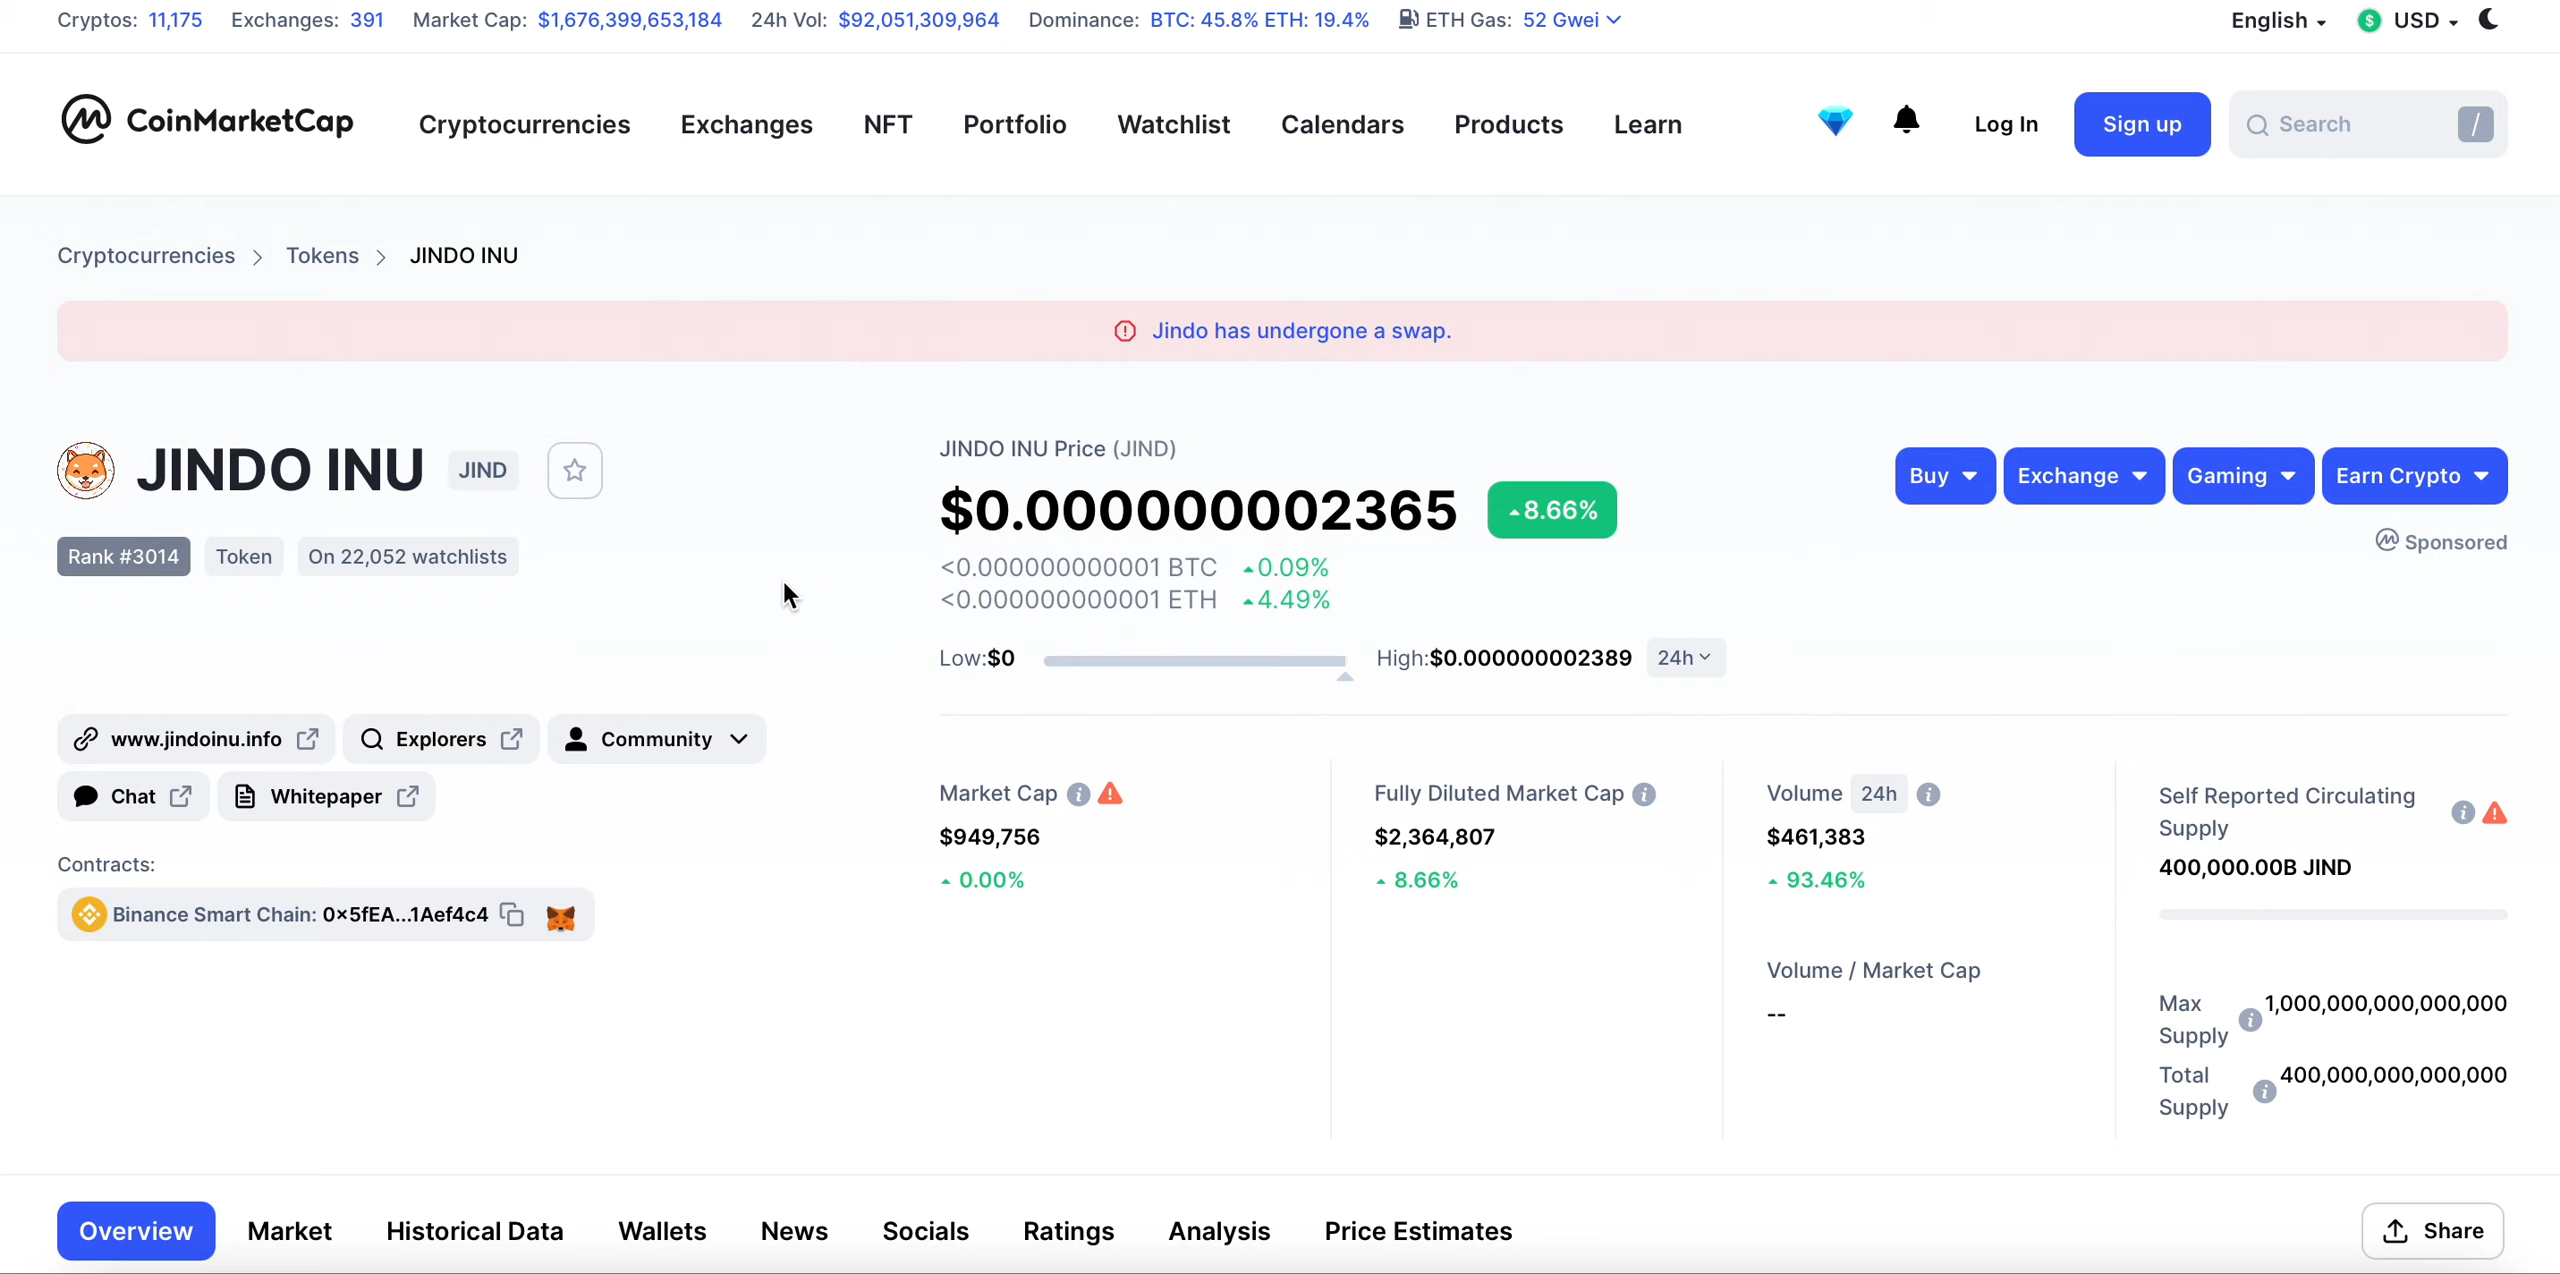 Cryptos: 11,175 Exchanges: 391 Market Cap: $1,676,399,653,184 24h Vol: $92,051,309,964 Dominance: BTC: 45.8% ETH: 19.4% ETH Gas: 52 Gwei English $ USD
CoinMarketCap Cryptocurrencies Exchanges NFT Portfolio Watchlist Calendars Products Learn Log In Sign up Search /
Cryptocurrencies > Tokens > JINDO INU
Jindo has undergone a swap.
JINDO INU JIND
Rank #3014 Token On 22,052 watchlists
www.jindoinu.info Explorers Community
Chat Whitepaper
Contracts:
Binance Smart Chain: 0×5fEA...1Aef4c4
JINDO INU Price (JIND)
$0.000000002365 8.66%
<0.000000000001 BTC 0.09%
<0.000000000001 ETH 4.49%
Low:$0 High:$0.000000002389 24h
Buy Exchange Gaming Earn Crypto
Sponsored
Market Cap
$949,756
0.00%
Fully Diluted Market Cap
$2,364,807
8.66%
Volume 24h
$461,383
93.46%
Volume / Market Cap
--
Self Reported Circulating
Supply
400,000.00B JIND
Max
Supply
1,000,000,000,000,000
Total
Supply
400,000,000,000,000
Overview Market Historical Data Wallets News Socials Ratings Analysis Price Estimates Share